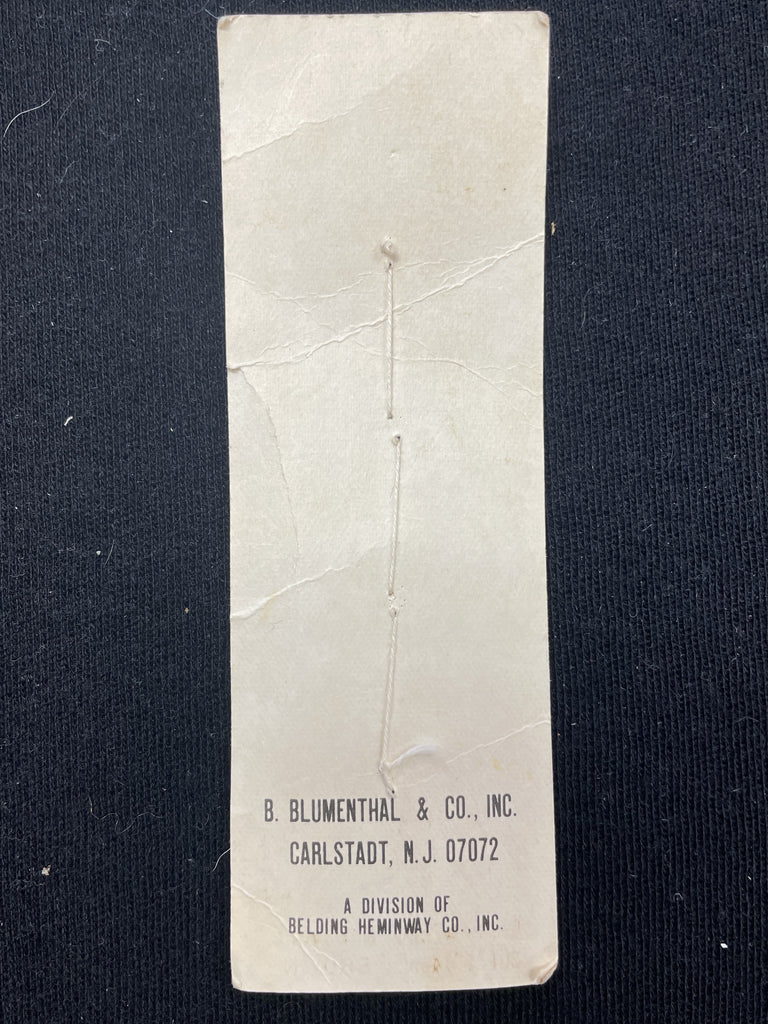 B. BLUMENTHAL & CO., INC.
CARLSTADT, N.J. 07072
A DIVISION OF
BELDING HEMINWAY CO., INC.